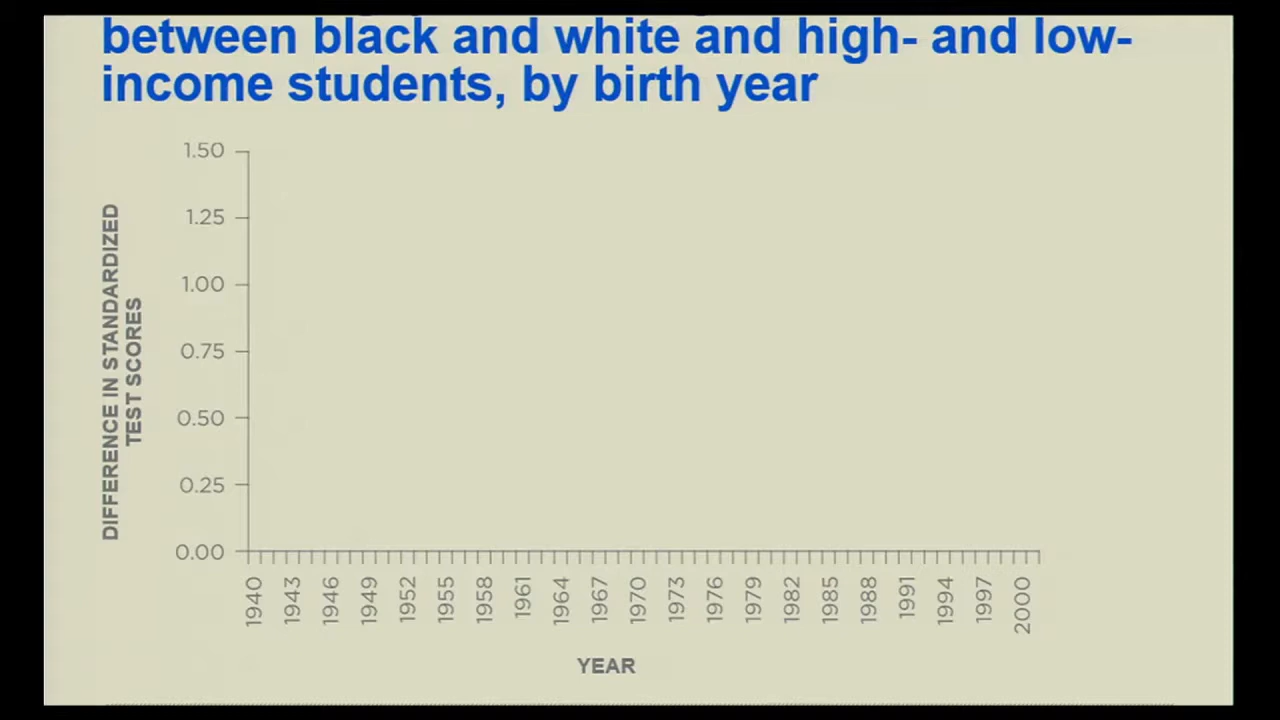 between black and white and high- and low-
income students, by birth year
1.50
1.25
1.00
0.75
0.50
0.25
0.00
DIFFERENCE IN STANDARDIZED
TEST SCORES
1940 1943 1946 1949 1952 1955 1958 1961 1964 1967 1970 1973 1976 1979 1982 1985 1988 1991 1994 1997 2000
YEAR